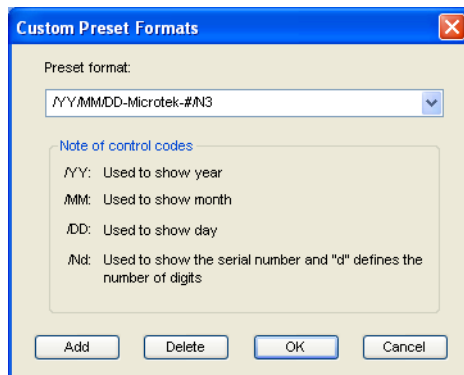 Custom Preset Formats
Preset format:
/YY/MM/DD-Microtek-#/N3
Note of control codes
/YY: Used to show year
/MM: Used to show month
/DD: Used to show day
/Nd: Used to show the serial number and "d" defines the
number of digits
Add Delete OK Cancel